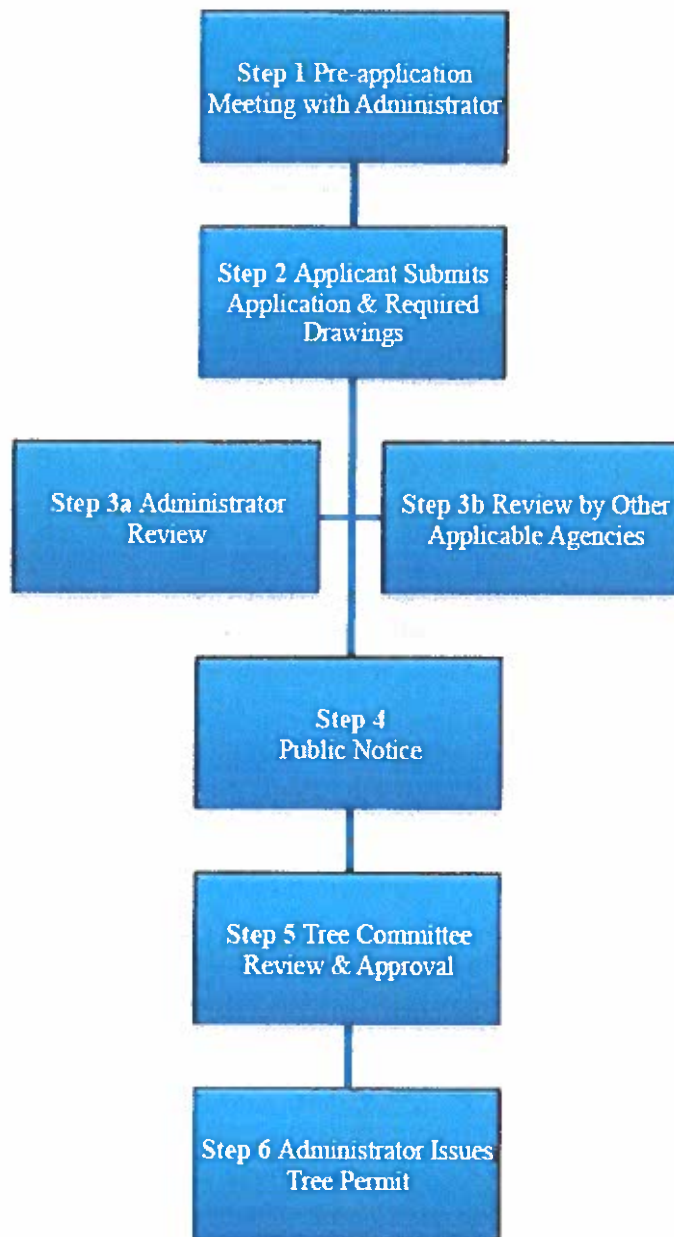 Step 1 Pre-application
Meeting with Administrator
Step 2 Applicant Submits
Application & Required
Drawings
Step 3a Administrator
Review
Step 3b Review by Other
Applicable Agencies
Step 4
Public Notice
Step 5 Tree Committee
Review & Approval
Step 6 Administrator Issues
Tree Permit